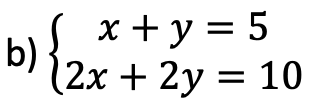 b) { x + y = 5
2x + 2y = 10